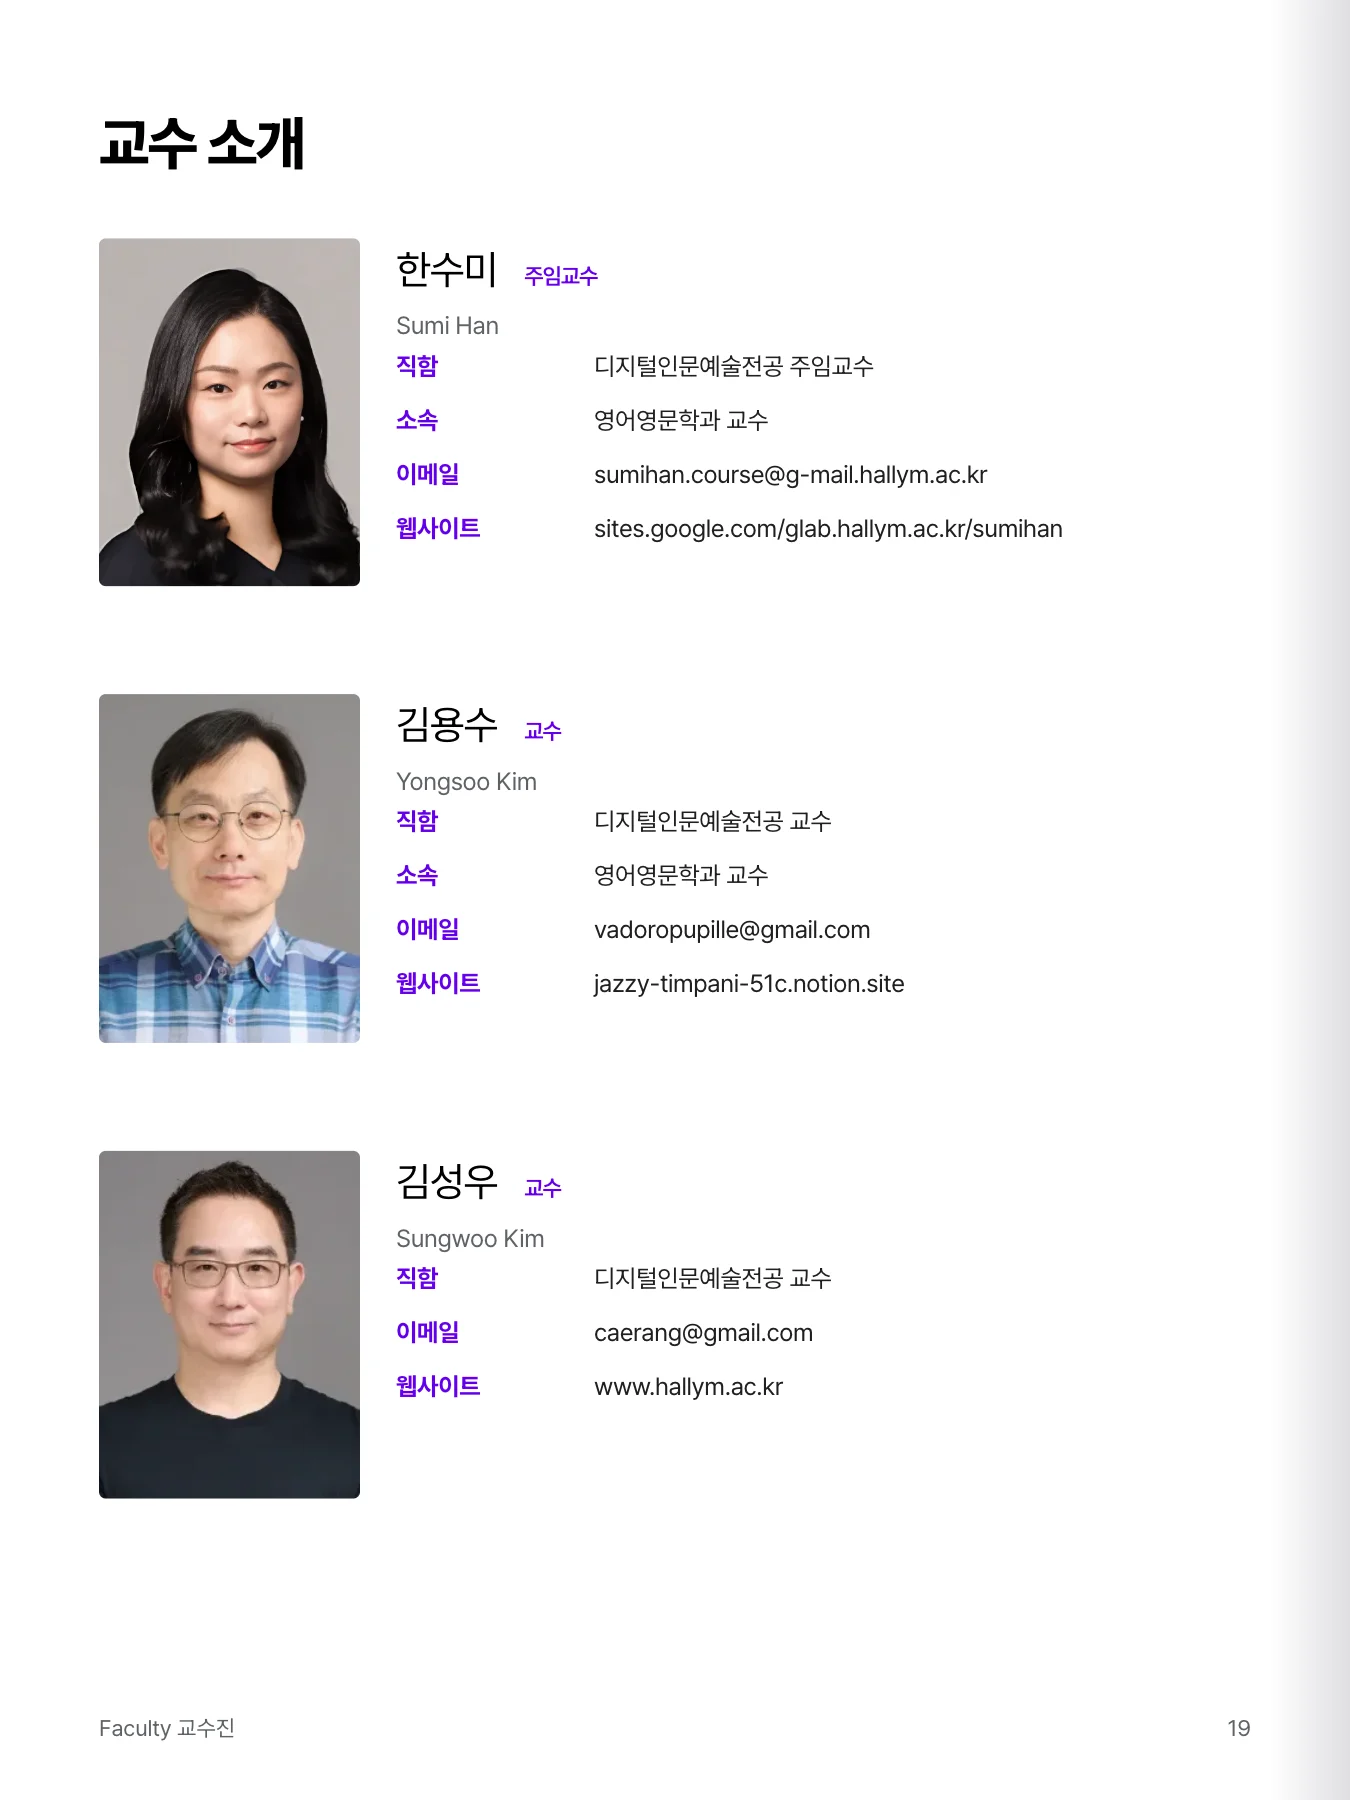 교수 소개
한수미 주임교수
Sumi Han
직함 디지털인문예술전공 주임교수
소속 영어영문학과 교수
이메일 sumihan.course@g-mail.hallym.ac.kr
웹사이트 sites.google.com/glab.hallym.ac.kr/sumihan
김용수 교수
Yongsoo Kim
직함 디지털인문예술전공 교수
소속 영어영문학과 교수
이메일 vadoropupille@gmail.com
웹사이트 jazzy-timpani-51c.notion.site
김성우 교수
Sungwoo Kim
직함 디지털인문예술전공 교수
이메일 caerang@gmail.com
웹사이트 www.hallym.ac.kr
Faculty 교수진 19